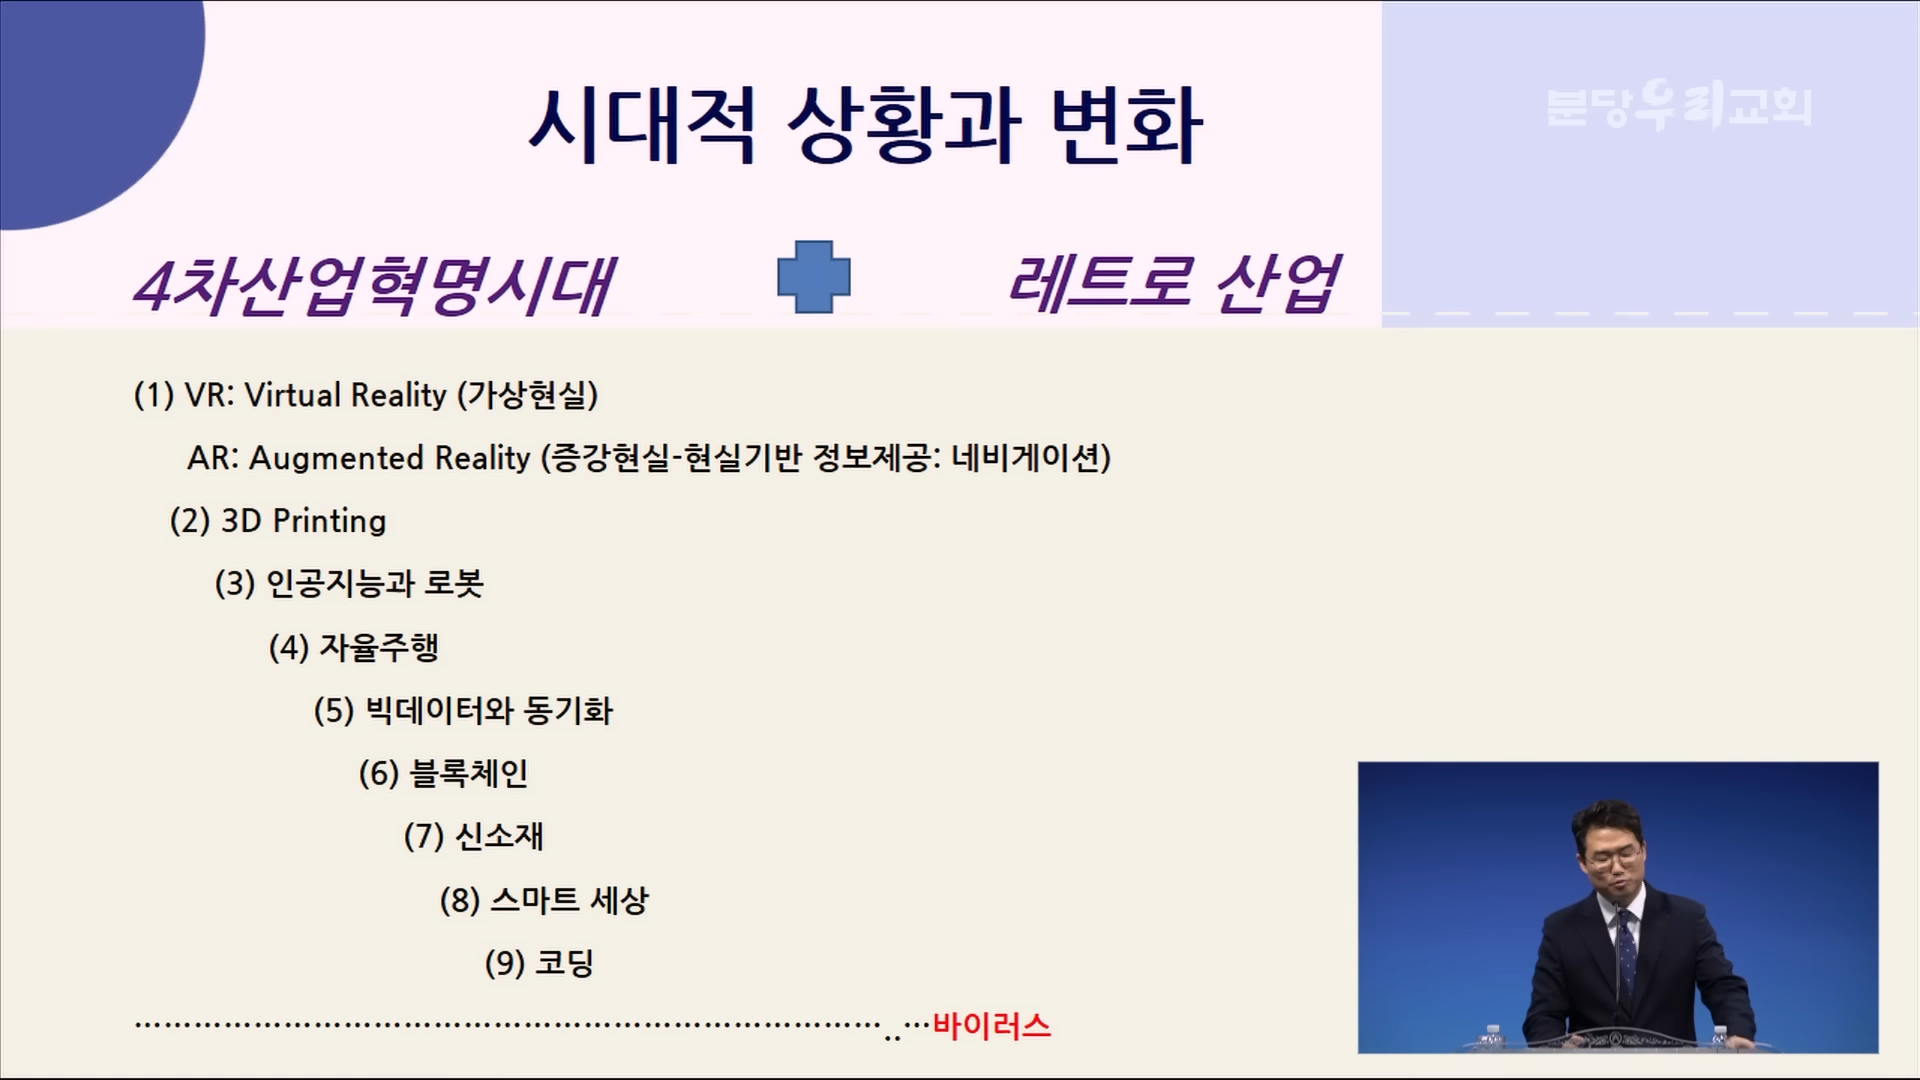 분당우리교회
시대적 상황과 변화
4차산업혁명시대 레트로 산업
(1) VR: Virtual Reality (가상현실)
AR: Augmented Reality (증강현실-현실기반 정보제공: 네비게이션)
(2) 3D Printing
(3) 인공지능과 로봇
(4) 자율주행
(5) 빅데이터와 동기화
(6) 블록체인
(7) 신소재
(8) 스마트 세상
(9) 코딩
…………………………………………………………………..…바이러스